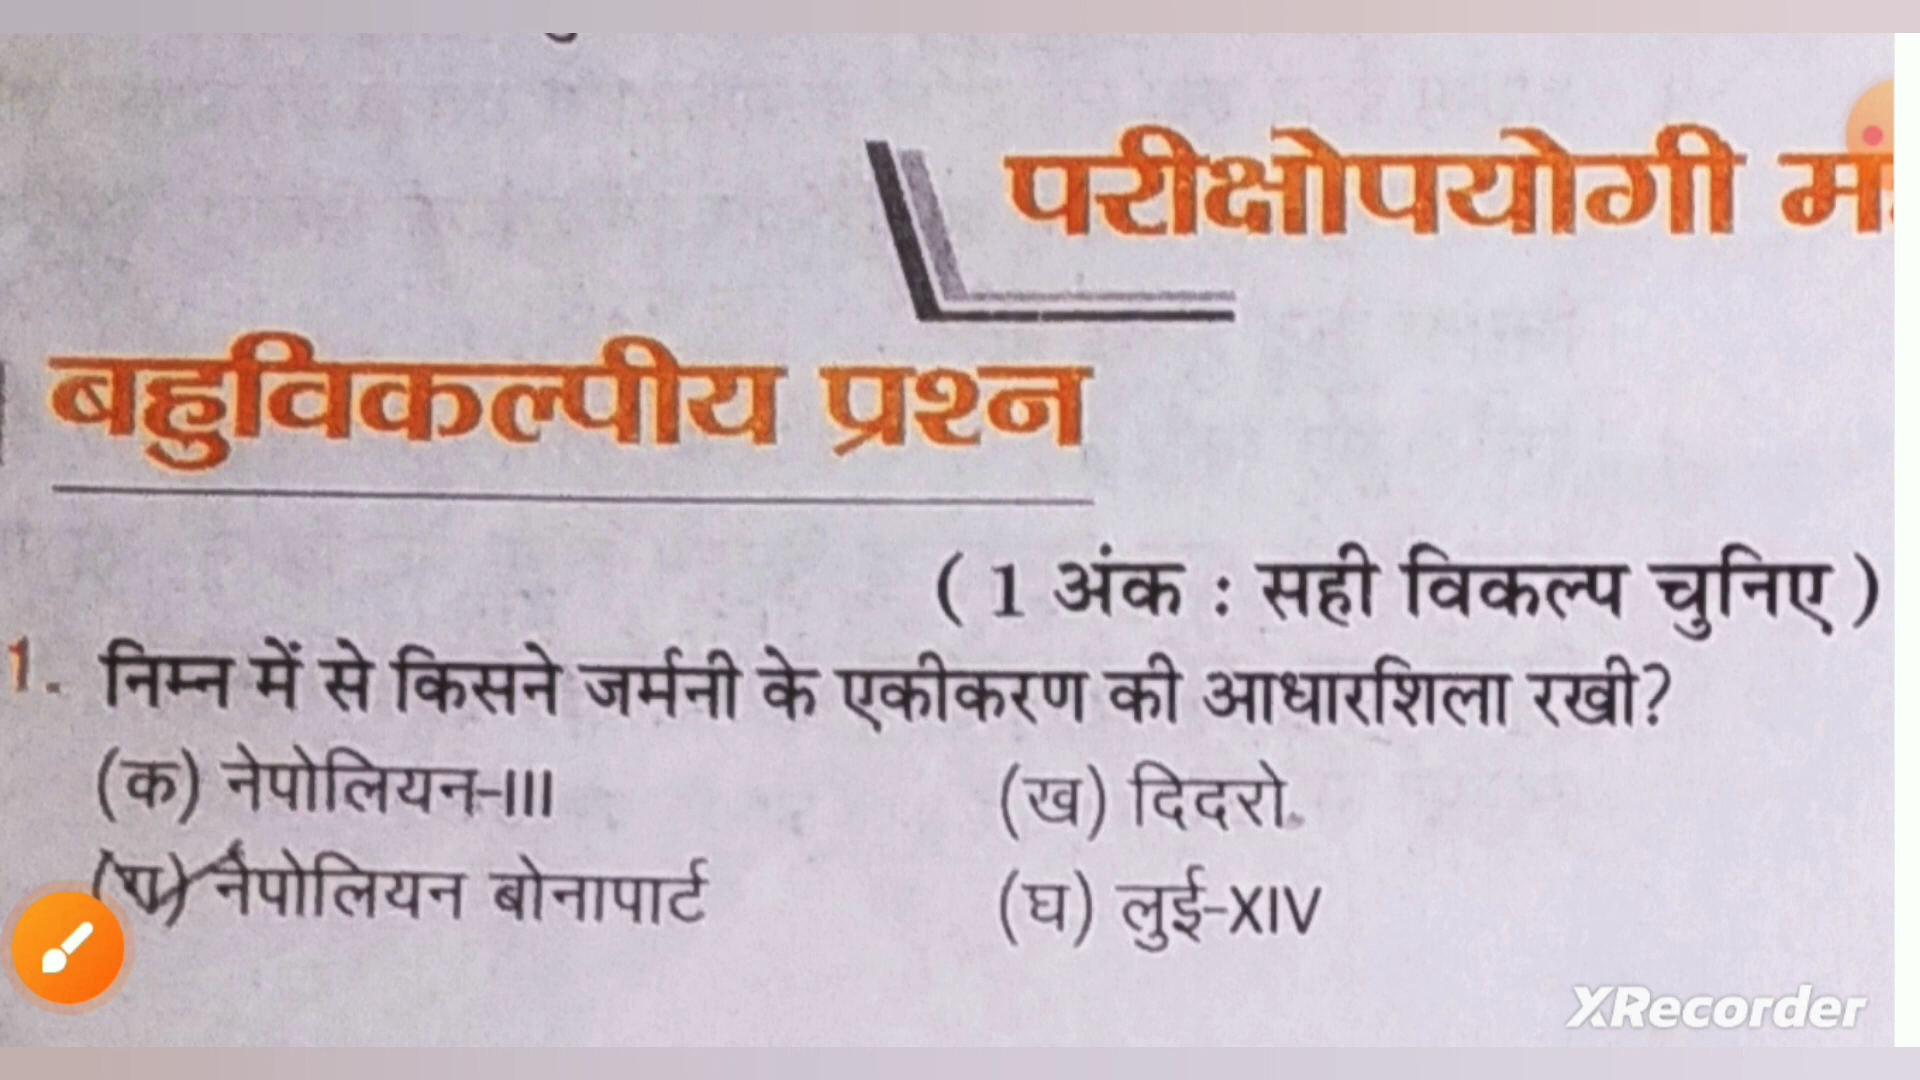 परीक्षोपयोगी
बहुविकल्पीय प्रश्न
( 1 अंक : सही विकल्प चुनिए )
1. निम्न में से किसने जर्मनी के एकीकरण की आधारशिला रखी?
(क) नेपोलियन-III (ख) दिदरो
(ग) नेपोलियन बोनापार्ट (घ) लुई-XIV
XRecorder